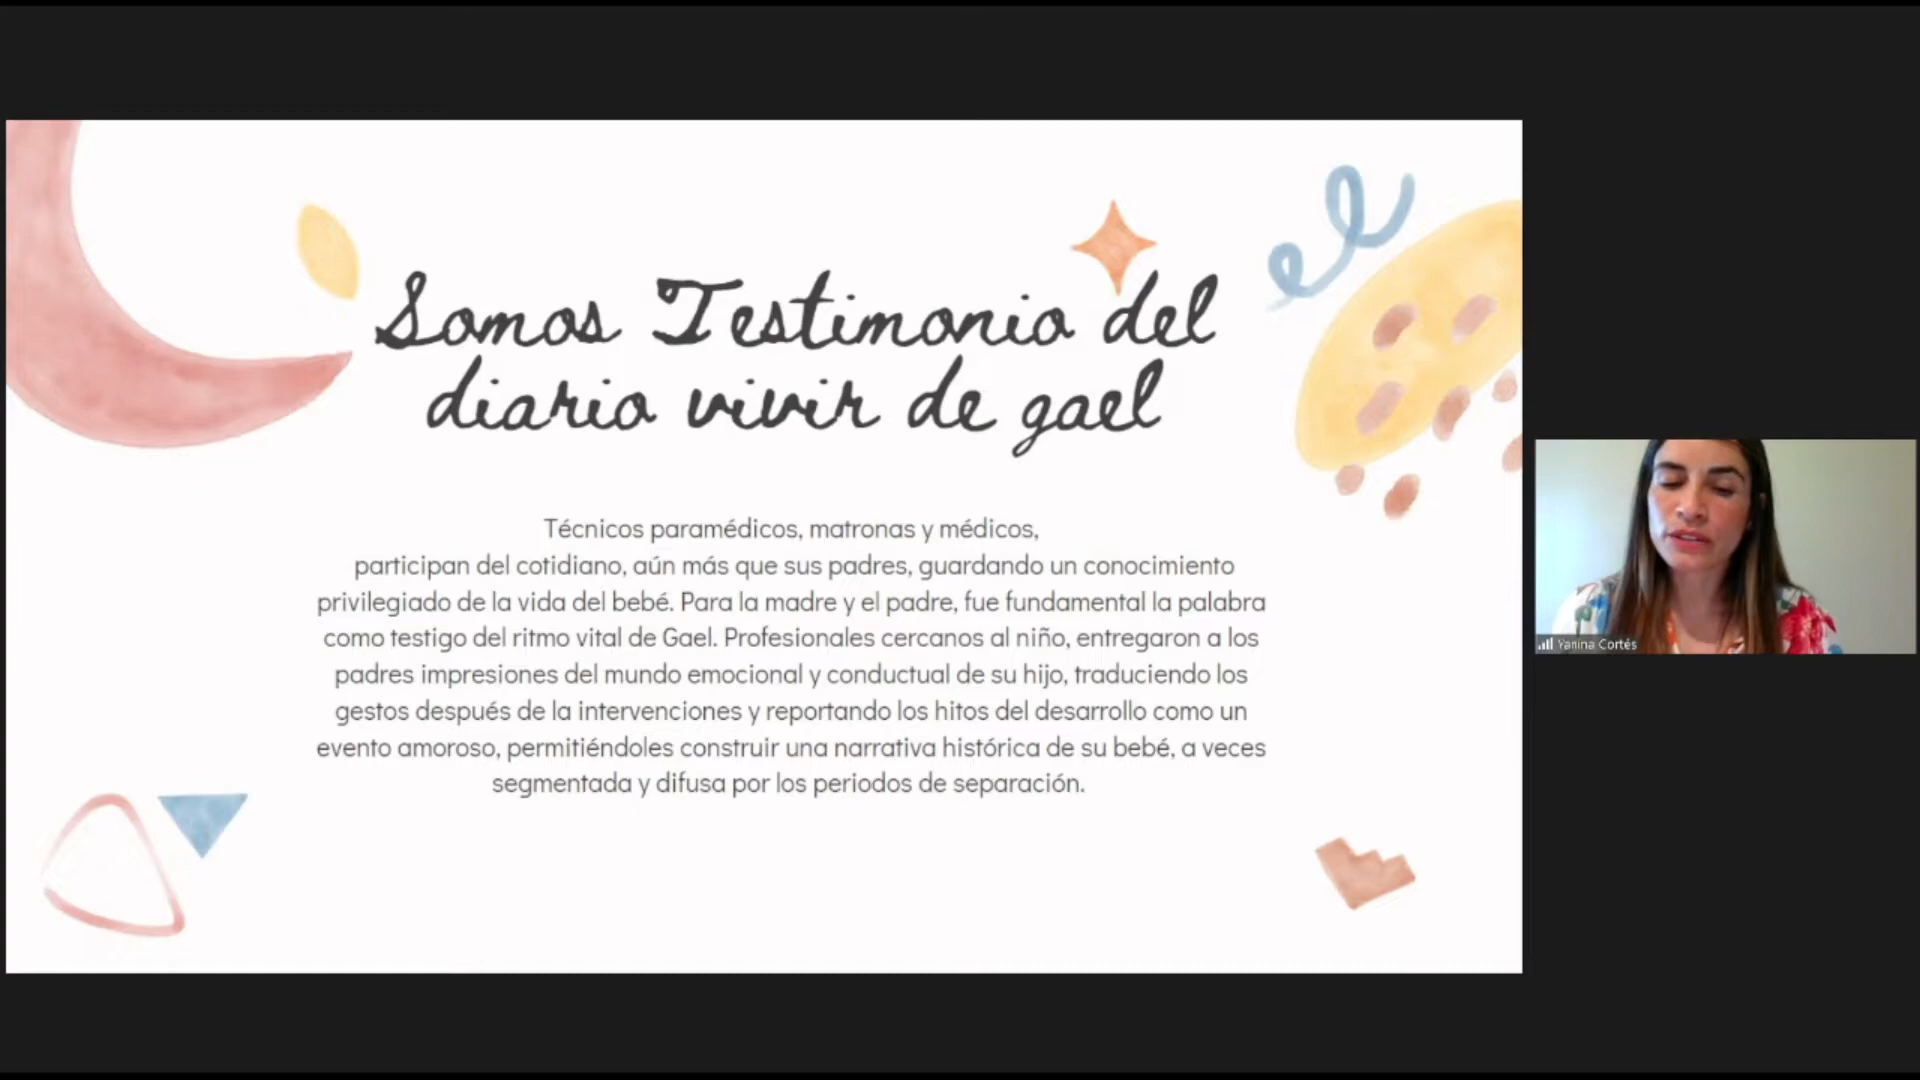 Somos Testimonio del
diario vivir de gael
Técnicos paramédicos, matronas y médicos,
participan del cotidiano, aún más que sus padres, guardando un conocimiento
privilegiado de la vida del bebé. Para la madre y el padre, fue fundamental la palabra
como testigo del ritmo vital de Gael. Profesionales cercanos al niño, entregaron a los
padres impresiones del mundo emocional y conductual de su hijo, traduciendo los
gestos después de la intervenciones y reportando los hitos del desarrollo como un
evento amoroso, permitiéndoles construir una narrativa histórica de su bebé, a veces
segmentada y difusa por los periodos de separación.
Yanina Cortés